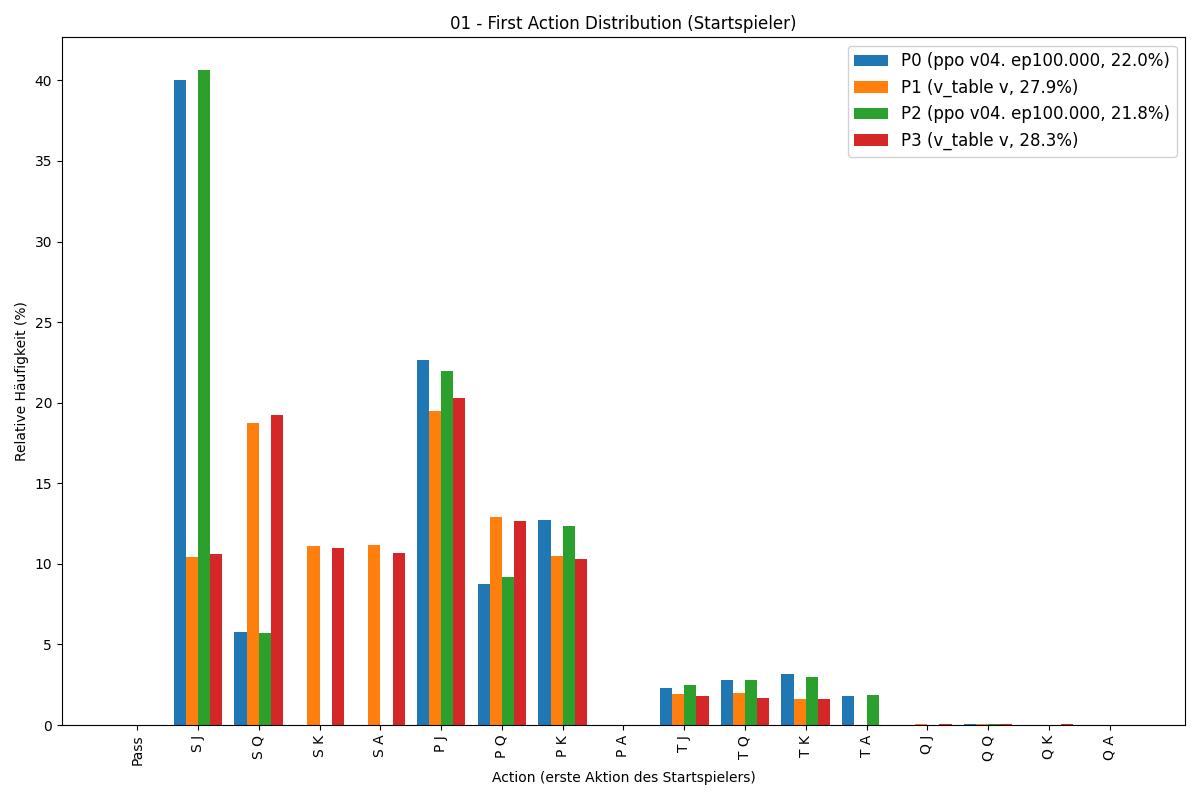 01 - First Action Distribution (Startspieler)
P0 (ppo v04. ep100.000, 22.0%)
P1 (v_table v, 27.9%)
P2 (ppo v04. ep100.000, 21.8%)
P3 (v_table v, 28.3%)
Relative Häufigkeit (%)
40
35
30
25
20
15
10
5
0
Pass
S J
S Q
S K
S A
P J
P Q
P K
P A
T J
T Q
T K
T A
Q J
Q Q
Q K
Q A
Action (erste Aktion des Startspielers)